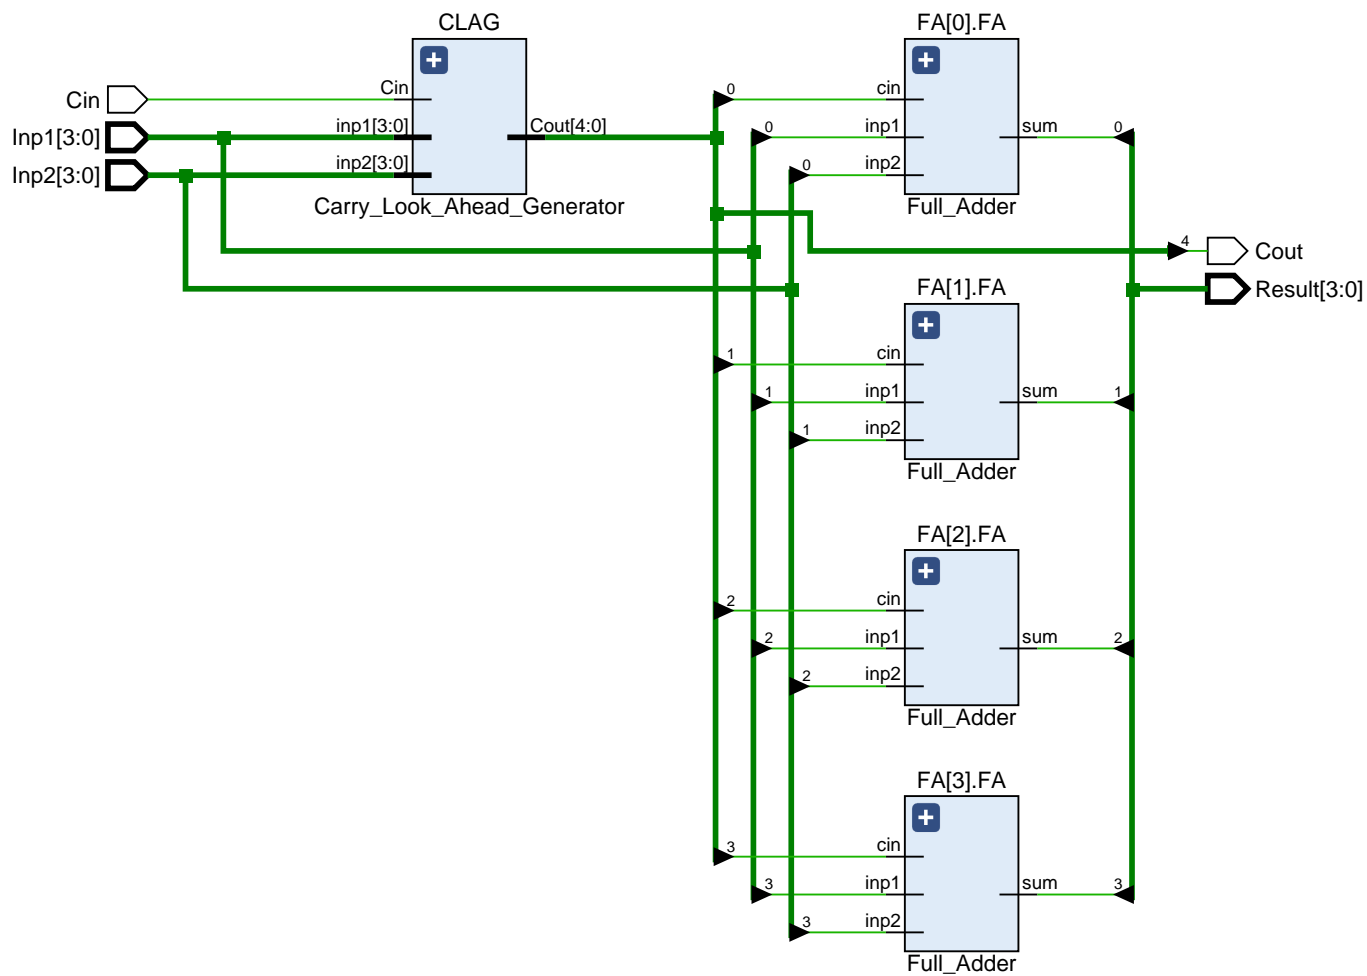 CLAG
FA[0].FA
Cin
Cin
0
cin
Inp1[3:0]
inp1[3:0]
Cout[4:0]
0
inp1
sum
0
Inp2[3:0]
inp2[3:0]
0
inp2
Carry_Look_Ahead_Generator
Full_Adder
4
Cout
FA[1].FA
Result[3:0]
1
cin
1
inp1
sum
1
1
inp2
Full_Adder
FA[2].FA
2
cin
2
inp1
sum
2
2
inp2
Full_Adder
FA[3].FA
3
cin
3
inp1
sum
3
3
inp2
Full_Adder